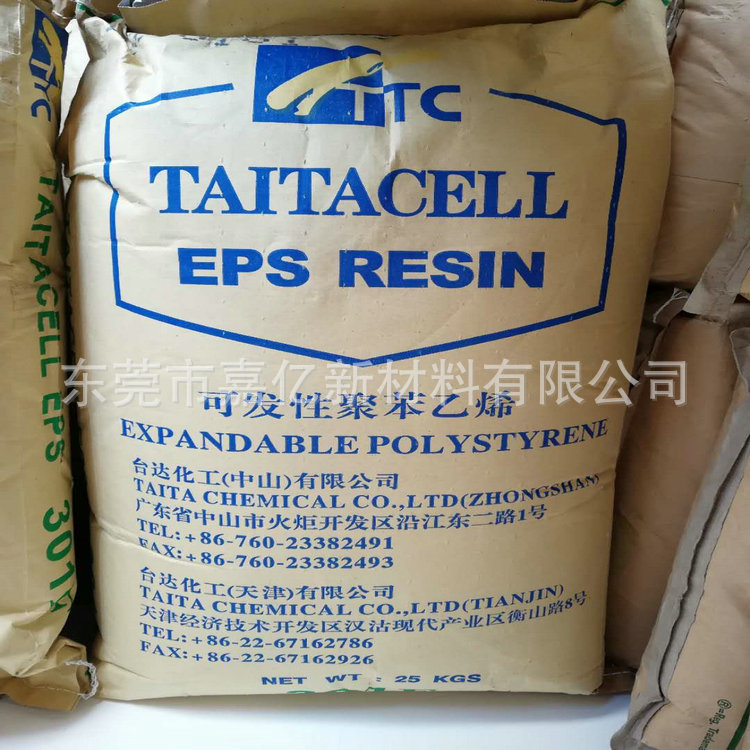 TTC
TAITACELL
EPS RESIN
东莞市嘉亿新材料有限公司
可发性聚苯乙烯
EXPANDABLE POLYSTYRENE
台达化工(中山)有限公司
TAITA CHEMICAL CO.,LTD(ZHONGSHAN)
广东省中山市火炬开发区沿江东二路1号
TEL:+86-760-23382491
FAX:+86-760-23382493
台达化工(天津)有限公司
TAITA CHEMICAL CO.,LTD(TIANJIN)
天津经济技术开发区汉沽现代产业区衡山路8号
TEL:+86-22-67162786
FAX:+86-22-67162926
NET WT : 25 KGS
TTC
TAITACELL EPS